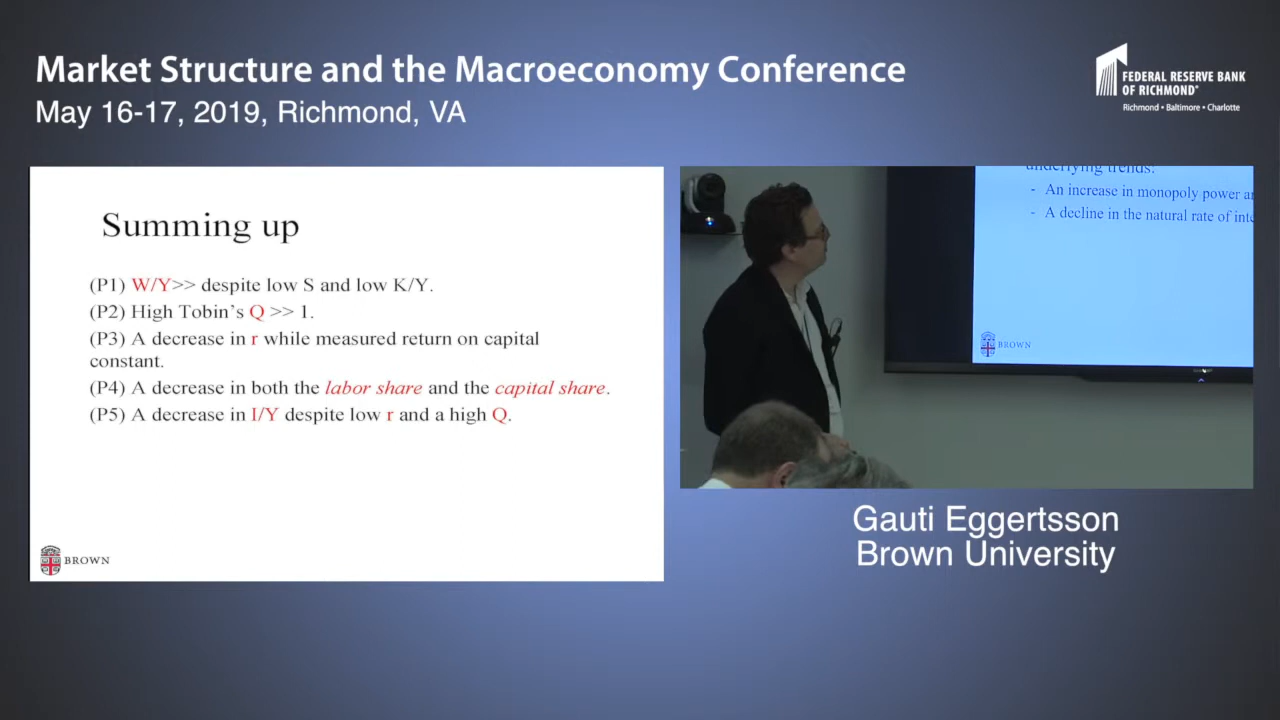 Market Structure and the Macroeconomy Conference
May 16-17, 2019, Richmond, VA
FEDERAL RESERVE BANK
OF RICHMOND®
Richmond • Baltimore • Charlotte
Summing up
(P1) W/Y>> despite low S and low K/Y.
(P2) High Tobin's Q >> 1.
(P3) A decrease in r while measured return on capital
constant.
(P4) A decrease in both the labor share and the capital share.
(P5) A decrease in I/Y despite low r and a high Q.
BROWN
underlying trends:
- An increase in monopoly power
- A decline in the natural rate of
BROWN
Gauti Eggertsson
Brown University